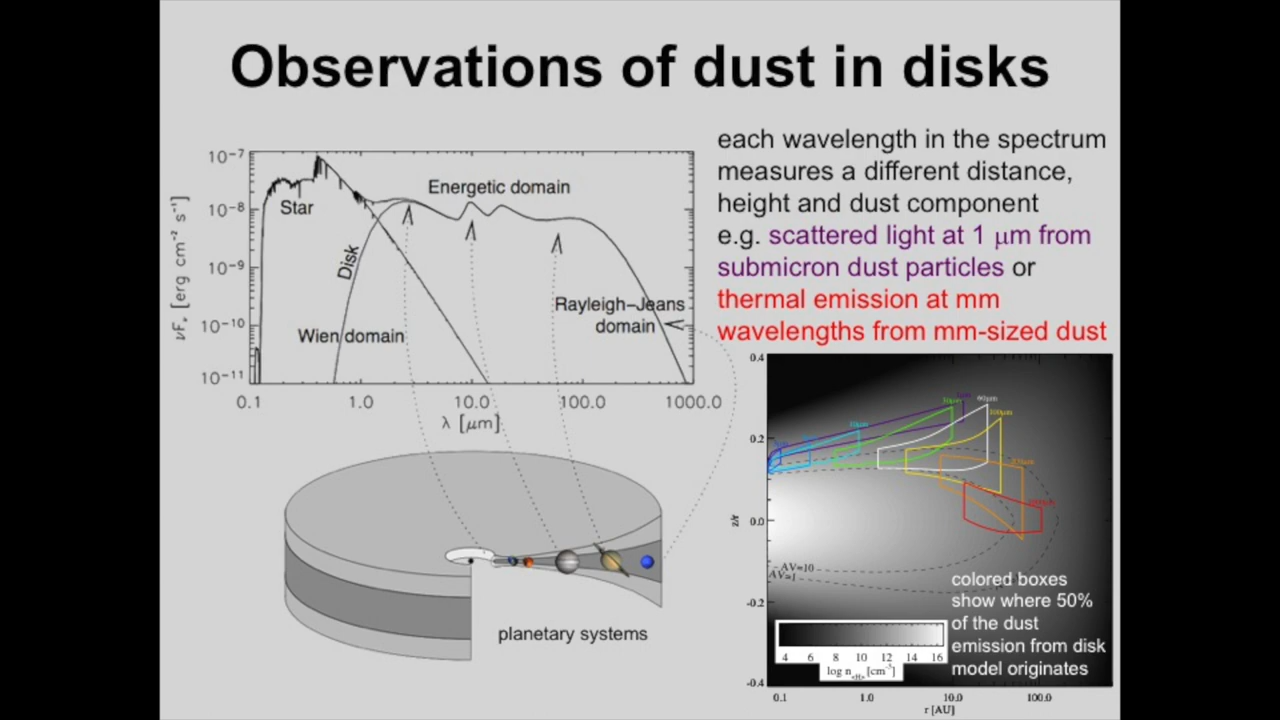 Observations of dust in disks
each wavelength in the spectrum
measures a different distance,
height and dust component
e.g. scattered light at 1 μm from
submicron dust particles or
thermal emission at mm
wavelengths from mm-sized dust
10⁻⁷
10⁻⁸
10⁻⁹
10⁻¹⁰
10⁻¹¹
νFᵥ [erg cm⁻² s⁻¹]
Star
Disk
Energetic domain
Wien domain
Rayleigh–Jeans
domain
0.1 1.0 10.0 100.0 1000.0
λ [μm]
planetary systems
0.4
0.2
0.0
-0.2
-0.4
z/r
60μm
AV=10
AV=1
colored boxes
show where 50%
of the dust
emission from disk
model originates
4 6 8 10 12 14 16
log n<H> [cm⁻³]
0.1 1.0 10.0 100.0
r [AU]